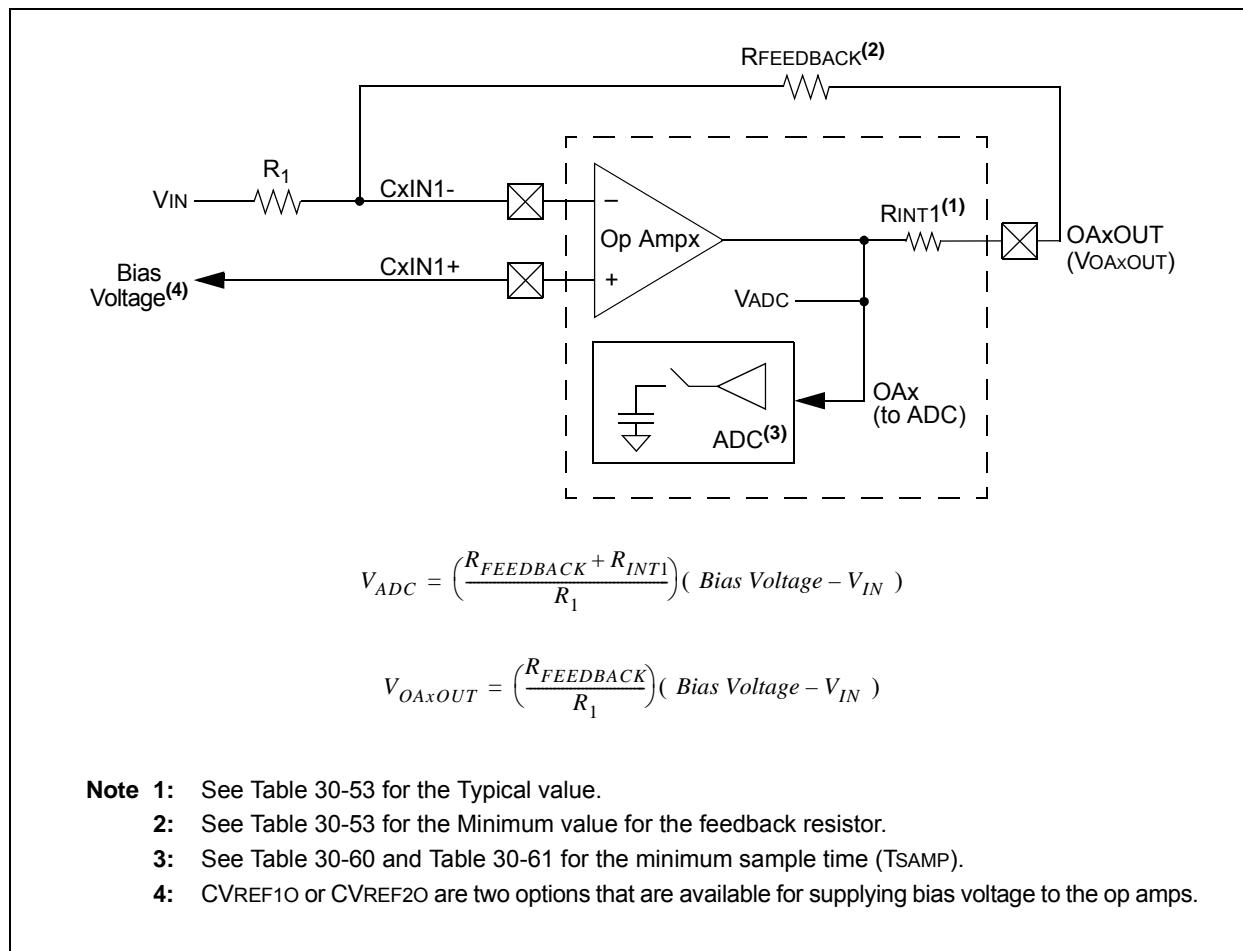 RFEEDBACK(2)
R1
VIN
CxIN1-
–
Op Ampx
+
RINT1(1)
OAxOUT
(VOAxOUT)
Bias
Voltage(4)
CxIN1+
VADC
OAx
(to ADC)
ADC(3)
VADC = (RFEEDBACK + RINT1 / R1) ( Bias Voltage – VIN )
VOAxOUT = (RFEEDBACK / R1) ( Bias Voltage – VIN )
Note 1: See Table 30-53 for the Typical value.
2: See Table 30-53 for the Minimum value for the feedback resistor.
3: See Table 30-60 and Table 30-61 for the minimum sample time (TSAMP).
4: CVREF1O or CVREF2O are two options that are available for supplying bias voltage to the op amps.